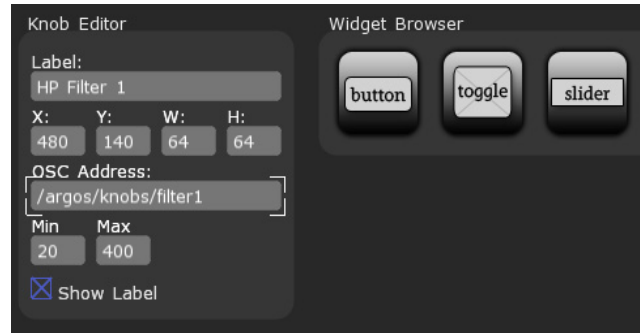 Knob Editor
Label:
HP Filter 1
X: Y: W: H:
480 140 64 64
OSC Address:
/argos/knobs/filter1
Min Max
20 400
Show Label
Widget Browser
button toggle slider